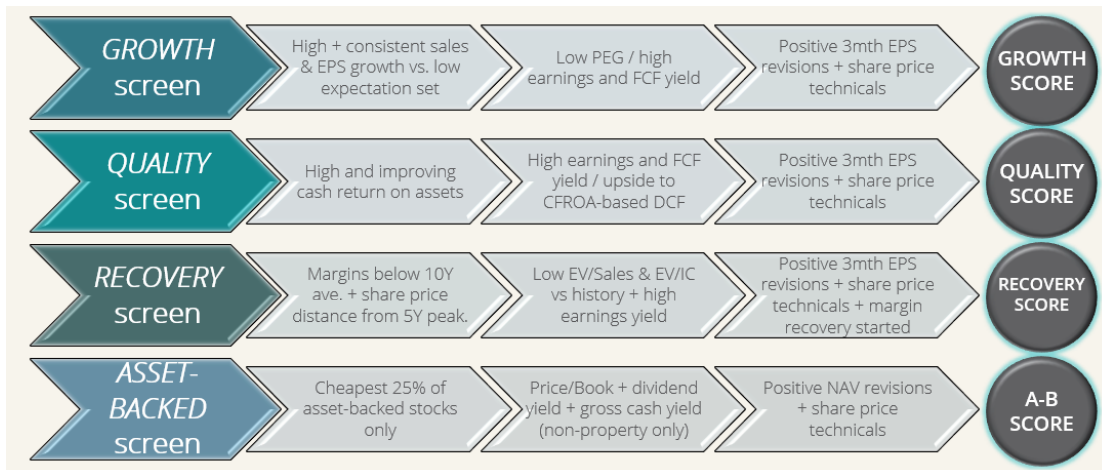 GROWTH
screen
High + consistent sales
& EPS growth vs. low
expectation set
Low PEG / high
earnings and FCF yield
Positive 3mth EPS
revisions + share price
technicals
GROWTH
SCORE
QUALITY
screen
High and improving
cash return on assets
High earnings and FCF
yield / upside to
CFROA-based DCF
Positive 3mth EPS
revisions + share price
technicals
QUALITY
SCORE
RECOVERY
screen
Margins below 10Y
ave. + share price
distance from 5Y peak.
Low EV/Sales & EV/IC
vs history + high
earnings yield
Positive 3mth EPS
revisions + share price
technicals + margin
recovery started
RECOVERY
SCORE
ASSET-
BACKED
screen
Cheapest 25% of
asset-backed stocks
only
Price/Book + dividend
yield + gross cash yield
(non-property only)
Positive NAV revisions
+ share price
technicals
A-B
SCORE